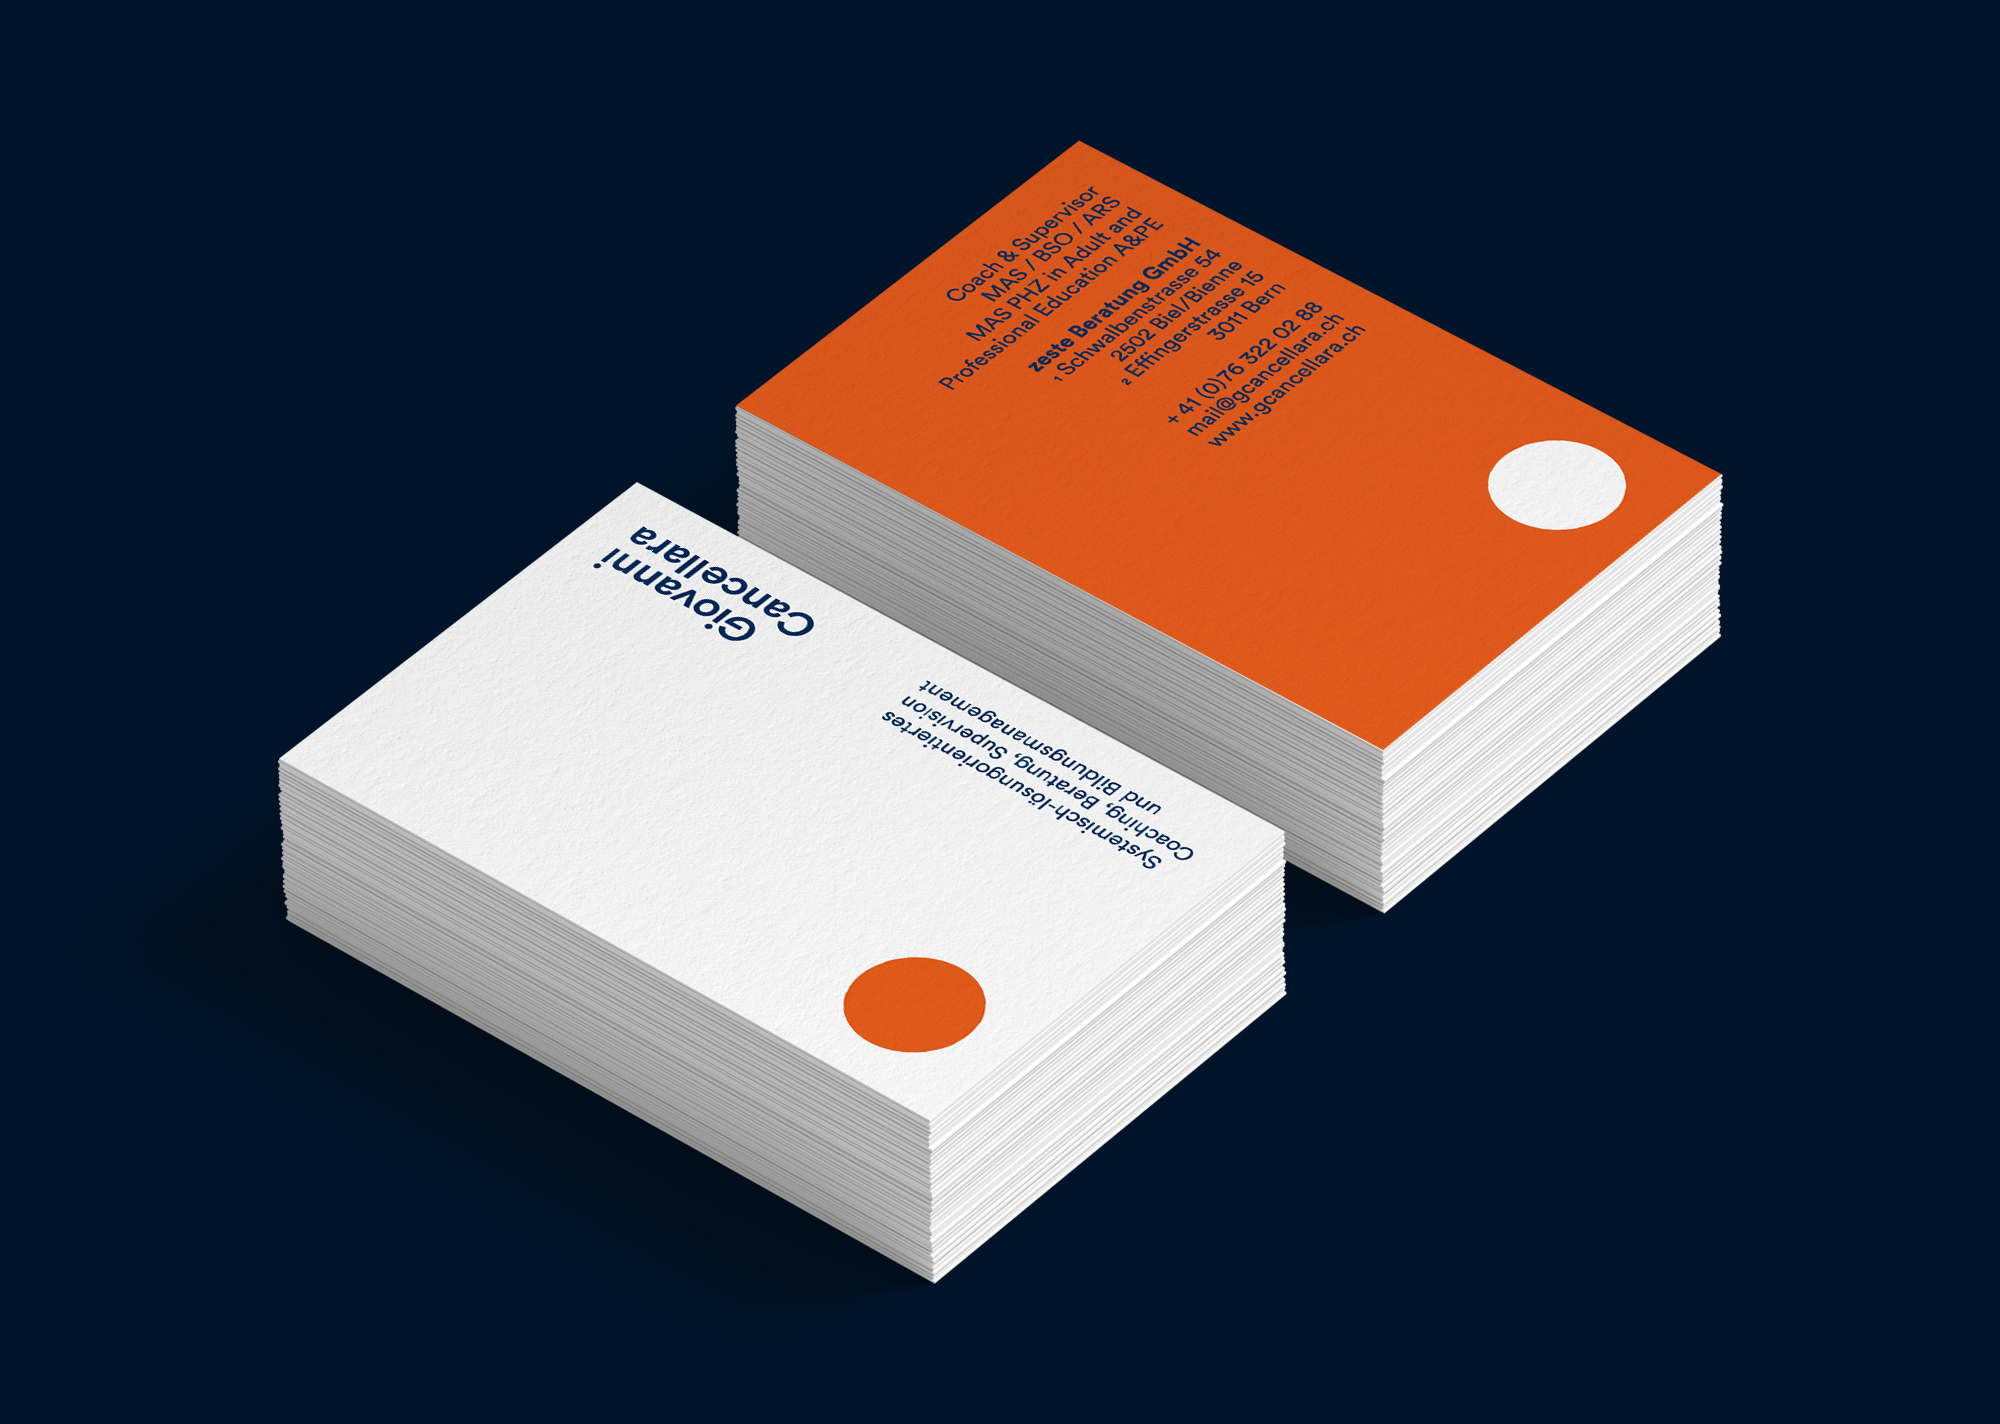 Giovanni
Cancellara
Systemisch-lösungorientiertes
Coaching, Beratung, Supervision
und Bildungsmanagement
Coach & Supervisor
MAS / BSO / ARS
MAS PHZ in Adult and
Professional Education A&PE
zeste Beratung GmbH
¹ Schwalbenstrasse 54
2502 Biel/Bienne
² Effingerstrasse 15
3011 Bern
+ 41 (0)76 322 02 88
mail@gcancellara.ch
www.gcancellara.ch